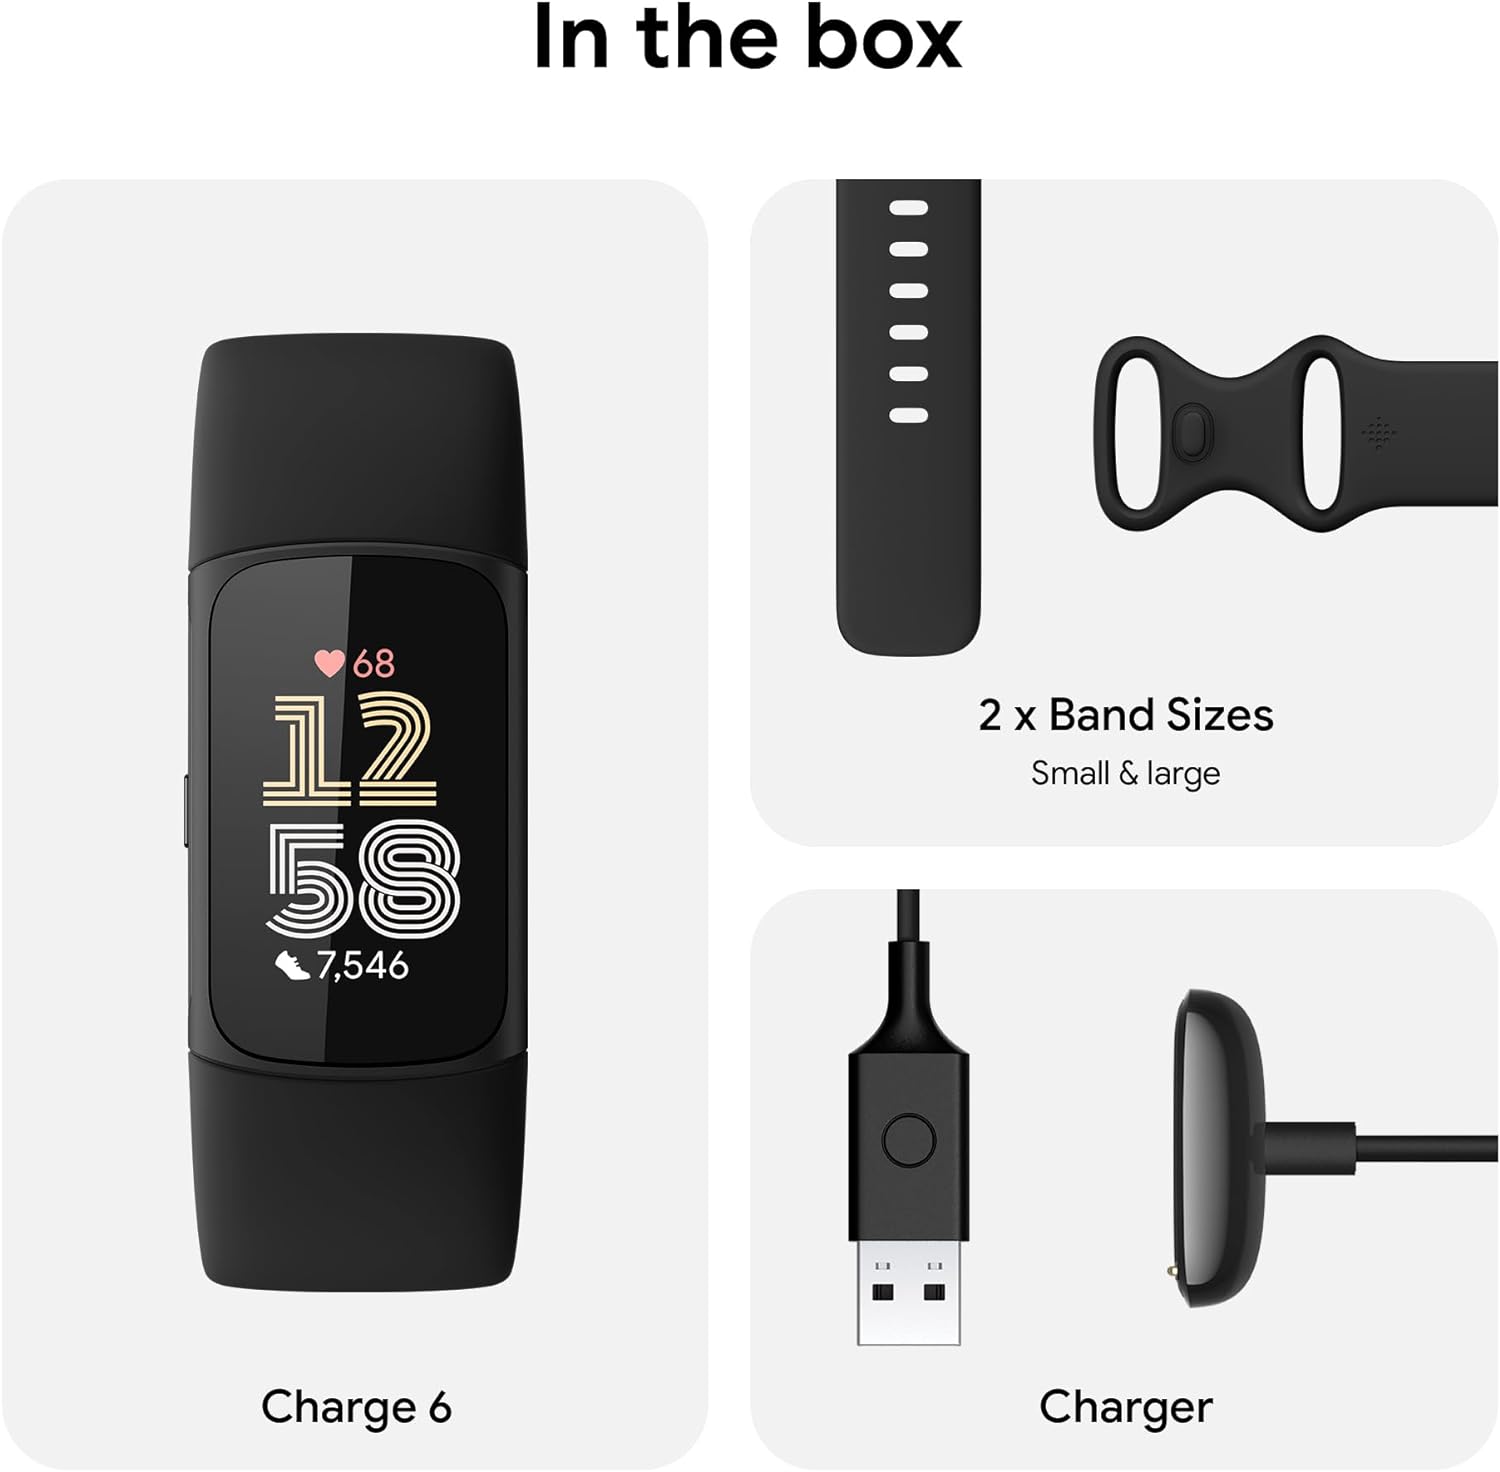 In the box
68
12
58
7,546
Charge 6
2 x Band Sizes
Small & large
Charger